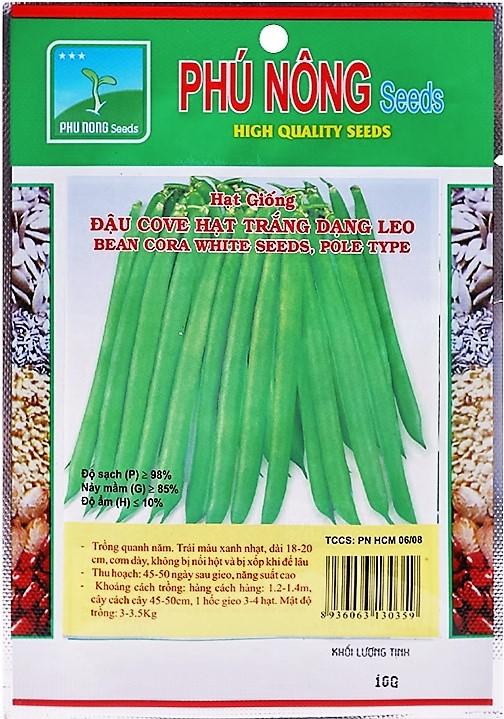 PHÚ NÔNG Seeds
HIGH QUALITY SEEDS
PHU NONG Seeds
Hạt Giống
ĐẬU COVE HẠT TRẮNG DẠNG LEO
BEAN CORA WHITE SEEDS, POLE TYPE
Độ sạch (P) ≥ 98%
Nảy mầm (G) ≥ 85%
Độ ẩm (H) ≤ 10%
- Trồng quanh năm. Trái màu xanh nhạt, dài 18-20
cm, cơm dày, không bị nổi hột và bị xốp khi để lâu
- Thu hoạch: 45-50 ngày sau gieo, năng suất cao
- Khoảng cách trồng: hàng cách hàng: 1.2-1.4m,
cây cách cây 45-50cm, 1 hốc gieo 3-4 hạt. Mật độ
trồng: 3-3.5Kg
TCCS: PN HCM 06/08
8 936063 130359
KHỐI LƯỢNG TỊNH
10G